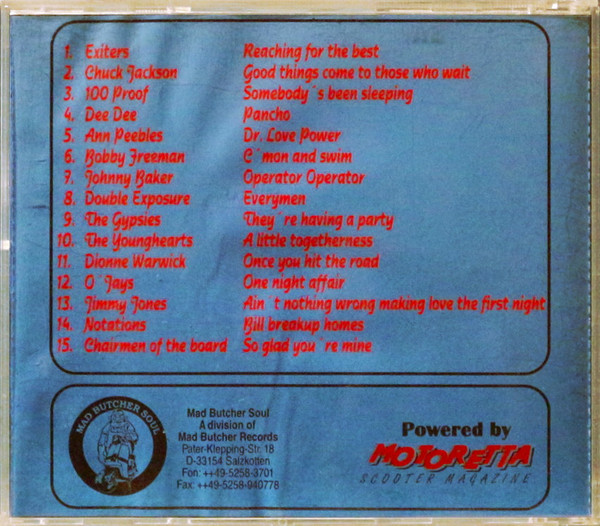 1. Exiters Reaching for the best
2. Chuck Jackson Good things come to those who wait
3. 100 Proof Somebody´s been sleeping
4. Dee Dee Pancho
5. Ann Peebles Dr. Love Power
6. Bobby Freeman C´mon and swim
7. Johnny Baker Operator Operator
8. Double Exposure Everymen
9. The Gypsies They´re having a party
10. The Younghearts A little togetherness
11. Dionne Warwick Once you hit the road
12. O´Jays One night affair
13. Jimmy Jones Ain´t nothing wrong making love the first night
14. Notations Bill breakup homes
15. Chairmen of the board So glad you´re mine
MAD BUTCHER SOUL
Mad Butcher Soul
A division of
Mad Butcher Records
Pater-Klepping-Str. 18
D-33154 Salzkotten
Fon: ++49-5258-3701
Fax: ++49-5258-940778
Powered by
MOTORETTA
SCOOTER MAGAZINE